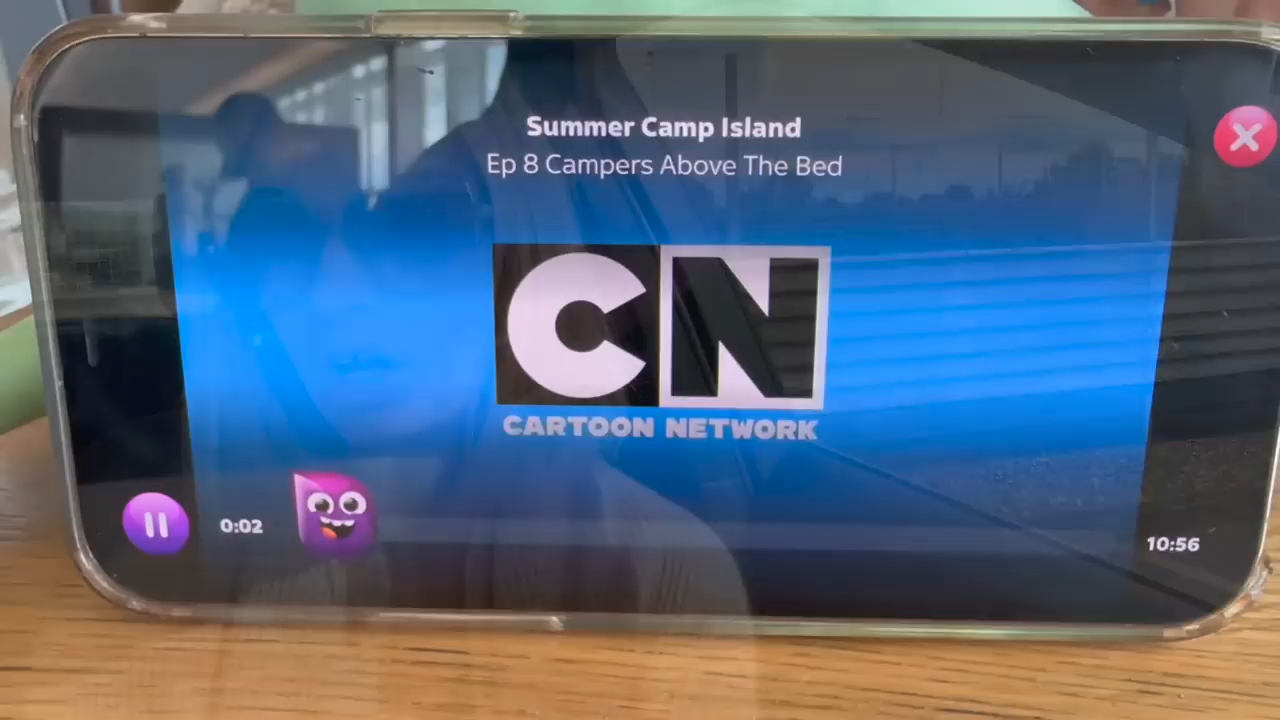 Summer Camp Island
Ep 8 Campers Above The Bed
CN
CARTOON NETWORK
0:02
10:56